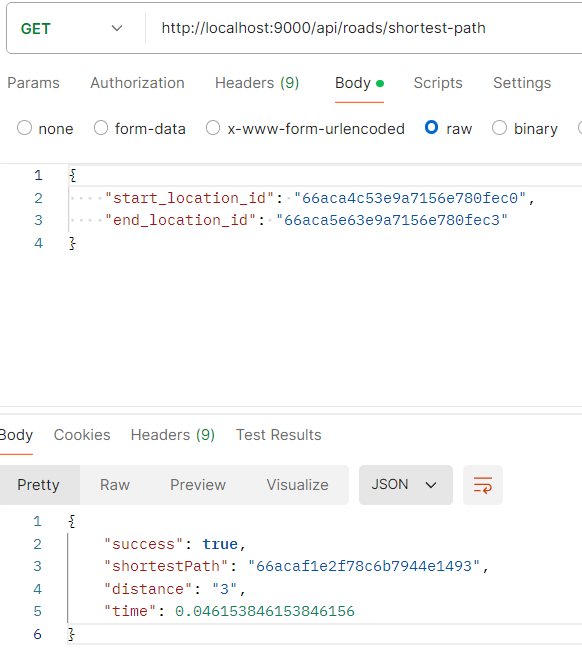 GET http://localhost:9000/api/roads/shortest-path
Params Authorization Headers (9) Body Scripts Settings
none form-data x-www-form-urlencoded raw binary
1 {
2 "start_location_id": "66aca4c53e9a7156e780fec0",
3 "end_location_id": "66aca5e63e9a7156e780fec3"
4 }
Body Cookies Headers (9) Test Results
Pretty Raw Preview Visualize JSON
1 {
2 "success": true,
3 "shortestPath": "66acaf1e2f78c6b7944e1493",
4 "distance": "3",
5 "time": 0.046153846153846156
6 }